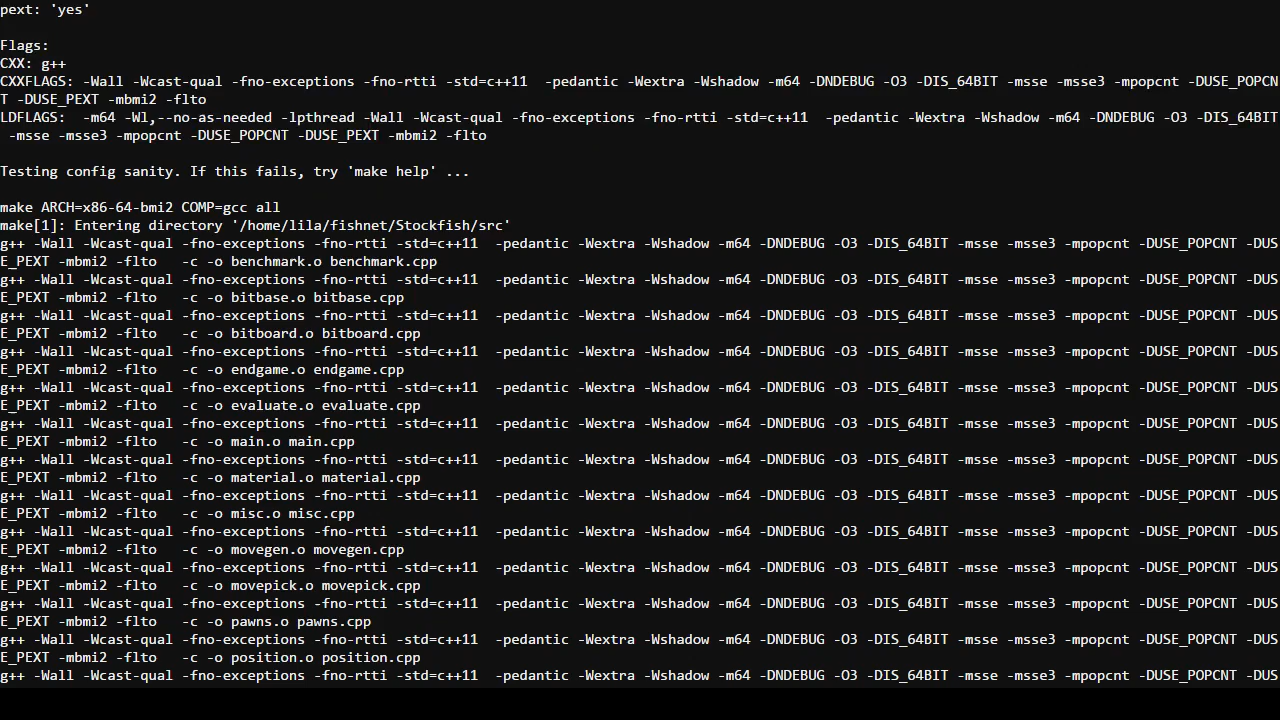 pext: 'yes'
Flags:
CXX: g++
CXXFLAGS: -Wall -Wcast-qual -fno-exceptions -fno-rtti -std=c++11  -pedantic -Wextra -Wshadow -m64 -DNDEBUG -O3 -DIS_64BIT -msse -msse3 -mpopcnt -DUSE_POPCN
T -DUSE_PEXT -mbmi2 -flto
LDFLAGS:  -m64 -Wl,--no-as-needed -lpthread -Wall -Wcast-qual -fno-exceptions -fno-rtti -std=c++11  -pedantic -Wextra -Wshadow -m64 -DNDEBUG -O3 -DIS_64BIT
 -msse -msse3 -mpopcnt -DUSE_POPCNT -DUSE_PEXT -mbmi2 -flto
Testing config sanity. If this fails, try 'make help' ...
make ARCH=x86-64-bmi2 COMP=gcc all
make[1]: Entering directory '/home/lila/fishnet/Stockfish/src'
g++ -Wall -Wcast-qual -fno-exceptions -fno-rtti -std=c++11  -pedantic -Wextra -Wshadow -m64 -DNDEBUG -O3 -DIS_64BIT -msse -msse3 -mpopcnt -DUSE_POPCNT -DUS
E_PEXT -mbmi2 -flto   -c -o benchmark.o benchmark.cpp
g++ -Wall -Wcast-qual -fno-exceptions -fno-rtti -std=c++11  -pedantic -Wextra -Wshadow -m64 -DNDEBUG -O3 -DIS_64BIT -msse -msse3 -mpopcnt -DUSE_POPCNT -DUS
E_PEXT -mbmi2 -flto   -c -o bitbase.o bitbase.cpp
g++ -Wall -Wcast-qual -fno-exceptions -fno-rtti -std=c++11  -pedantic -Wextra -Wshadow -m64 -DNDEBUG -O3 -DIS_64BIT -msse -msse3 -mpopcnt -DUSE_POPCNT -DUS
E_PEXT -mbmi2 -flto   -c -o bitboard.o bitboard.cpp
g++ -Wall -Wcast-qual -fno-exceptions -fno-rtti -std=c++11  -pedantic -Wextra -Wshadow -m64 -DNDEBUG -O3 -DIS_64BIT -msse -msse3 -mpopcnt -DUSE_POPCNT -DUS
E_PEXT -mbmi2 -flto   -c -o endgame.o endgame.cpp
g++ -Wall -Wcast-qual -fno-exceptions -fno-rtti -std=c++11  -pedantic -Wextra -Wshadow -m64 -DNDEBUG -O3 -DIS_64BIT -msse -msse3 -mpopcnt -DUSE_POPCNT -DUS
E_PEXT -mbmi2 -flto   -c -o evaluate.o evaluate.cpp
g++ -Wall -Wcast-qual -fno-exceptions -fno-rtti -std=c++11  -pedantic -Wextra -Wshadow -m64 -DNDEBUG -O3 -DIS_64BIT -msse -msse3 -mpopcnt -DUSE_POPCNT -DUS
E_PEXT -mbmi2 -flto   -c -o main.o main.cpp
g++ -Wall -Wcast-qual -fno-exceptions -fno-rtti -std=c++11  -pedantic -Wextra -Wshadow -m64 -DNDEBUG -O3 -DIS_64BIT -msse -msse3 -mpopcnt -DUSE_POPCNT -DUS
E_PEXT -mbmi2 -flto   -c -o material.o material.cpp
g++ -Wall -Wcast-qual -fno-exceptions -fno-rtti -std=c++11  -pedantic -Wextra -Wshadow -m64 -DNDEBUG -O3 -DIS_64BIT -msse -msse3 -mpopcnt -DUSE_POPCNT -DUS
E_PEXT -mbmi2 -flto   -c -o misc.o misc.cpp
g++ -Wall -Wcast-qual -fno-exceptions -fno-rtti -std=c++11  -pedantic -Wextra -Wshadow -m64 -DNDEBUG -O3 -DIS_64BIT -msse -msse3 -mpopcnt -DUSE_POPCNT -DUS
E_PEXT -mbmi2 -flto   -c -o movegen.o movegen.cpp
g++ -Wall -Wcast-qual -fno-exceptions -fno-rtti -std=c++11  -pedantic -Wextra -Wshadow -m64 -DNDEBUG -O3 -DIS_64BIT -msse -msse3 -mpopcnt -DUSE_POPCNT -DUS
E_PEXT -mbmi2 -flto   -c -o movepick.o movepick.cpp
g++ -Wall -Wcast-qual -fno-exceptions -fno-rtti -std=c++11  -pedantic -Wextra -Wshadow -m64 -DNDEBUG -O3 -DIS_64BIT -msse -msse3 -mpopcnt -DUSE_POPCNT -DUS
E_PEXT -mbmi2 -flto   -c -o pawns.o pawns.cpp
g++ -Wall -Wcast-qual -fno-exceptions -fno-rtti -std=c++11  -pedantic -Wextra -Wshadow -m64 -DNDEBUG -O3 -DIS_64BIT -msse -msse3 -mpopcnt -DUSE_POPCNT -DUS
E_PEXT -mbmi2 -flto   -c -o position.o position.cpp
g++ -Wall -Wcast-qual -fno-exceptions -fno-rtti -std=c++11  -pedantic -Wextra -Wshadow -m64 -DNDEBUG -O3 -DIS_64BIT -msse -msse3 -mpopcnt -DUSE_POPCNT -DUS